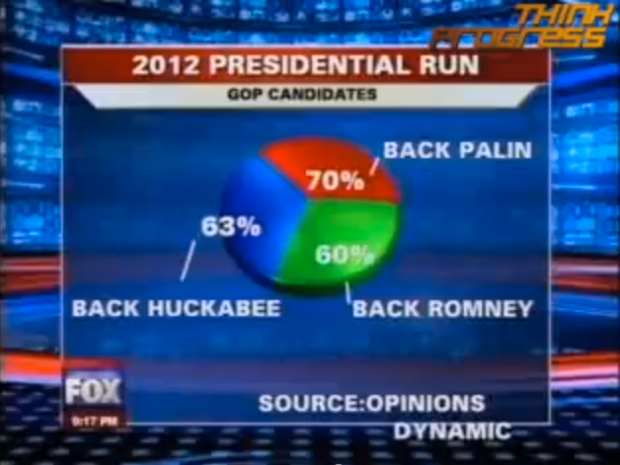 THINK
PROGRESS
2012 PRESIDENTIAL RUN
GOP CANDIDATES
BACK PALIN
70%
63%
60%
BACK HUCKABEE
BACK ROMNEY
FOX
9:17 PM
SOURCE:OPINIONS
DYNAMIC